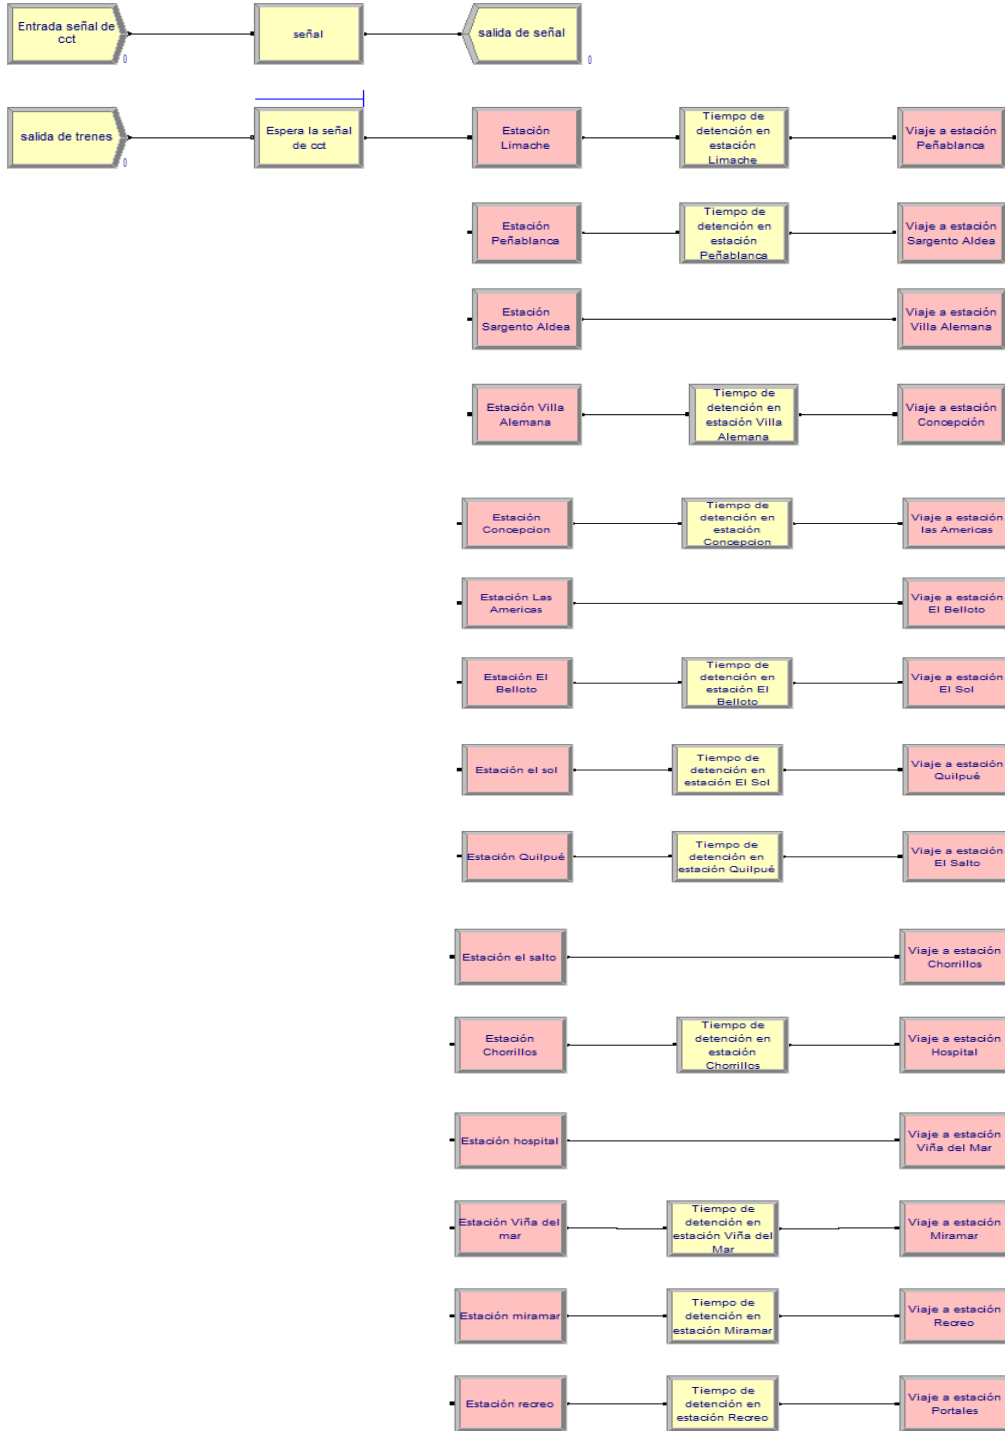 Entrada señal de
cct
señal
salida de señal
0
0
salida de trenes
Espera la señal
de cct
Estación
Limache
Tiempo de
detención en
estación
Limache
Viaje a estación
Peñablanca
0
Estación
Peñablanca
Tiempo de
detención en
estación
Peñablanca
Viaje a estación
Sargento Aldea
Estación
Sargento Aldea
Viaje a estación
Villa Alemana
Estación Villa
Alemana
Tiempo de
detención en
estación Villa
Alemana
Viaje a estación
Concepción
Estación
Concepcion
Tiempo de
detención en
estación
Concepcion
Viaje a estación
las Americas
Estación Las
Americas
Viaje a estación
El Belloto
Estación El
Belloto
Tiempo de
detención en
estación El
Belloto
Viaje a estación
El Sol
Estación el sol
Tiempo de
detención en
estación El Sol
Viaje a estación
Quilpué
Estación Quilpué
Tiempo de
detención en
estación Quilpué
Viaje a estación
El Salto
Estación el salto
Viaje a estación
Chorrillos
Estación
Chorrillos
Tiempo de
detención en
estación
Chorrillos
Viaje a estación
Hospital
Estación hospital
Viaje a estación
Viña del Mar
Estación Viña del
mar
Tiempo de
detención en
estación Viña del
Mar
Viaje a estación
Miramar
Estación miramar
Tiempo de
detención en
estación Miramar
Viaje a estación
Recreo
Estación recreo
Tiempo de
detención en
estación Recreo
Viaje a estación
Portales